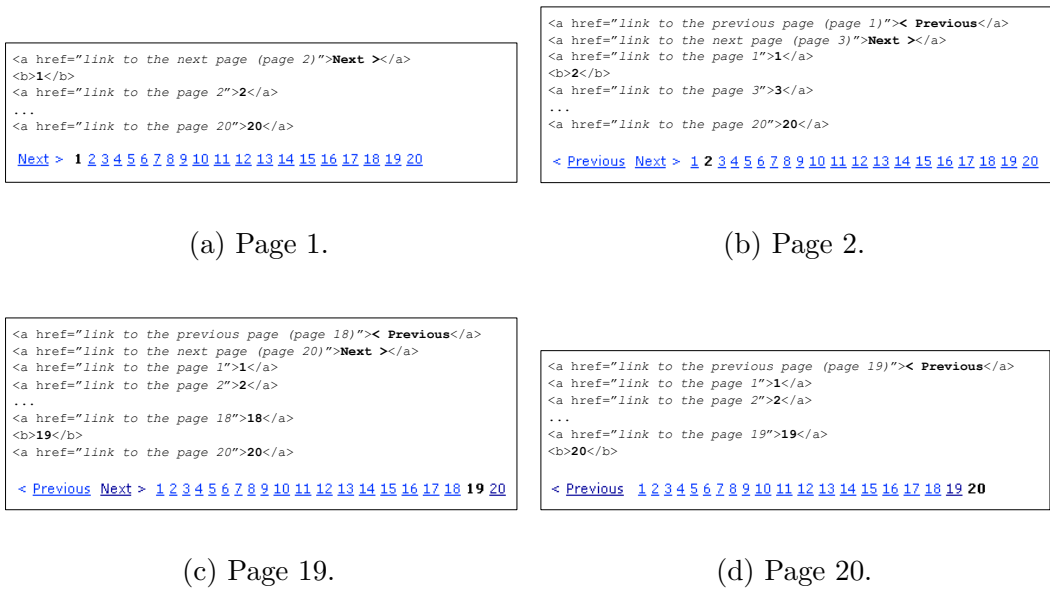 <a href="link to the next page (page 2)">Next ></a>
<b>1</b>
<a href="link to the page 2">2</a>
...
<a href="link to the page 20">20</a>
Next > 1 2 3 4 5 6 7 8 9 10 11 12 13 14 15 16 17 18 19 20
(a) Page 1.
<a href="link to the previous page (page 1)">< Previous</a>
<a href="link to the next page (page 3)">Next ></a>
<a href="link to the page 1">1</a>
<b>2</b>
<a href="link to the page 3">3</a>
...
<a href="link to the page 20">20</a>
< Previous Next > 1 2 3 4 5 6 7 8 9 10 11 12 13 14 15 16 17 18 19 20
(b) Page 2.
<a href="link to the previous page (page 18)">< Previous</a>
<a href="link to the next page (page 20)">Next ></a>
<a href="link to the page 1">1</a>
<a href="link to the page 2">2</a>
...
<a href="link to the page 18">18</a>
<b>19</b>
<a href="link to the page 20">20</a>
< Previous Next > 1 2 3 4 5 6 7 8 9 10 11 12 13 14 15 16 17 18 19 20
(c) Page 19.
<a href="link to the previous page (page 19)">< Previous</a>
<a href="link to the page 1">1</a>
<a href="link to the page 2">2</a>
...
<a href="link to the page 19">19</a>
<b>20</b>
< Previous 1 2 3 4 5 6 7 8 9 10 11 12 13 14 15 16 17 18 19 20
(d) Page 20.